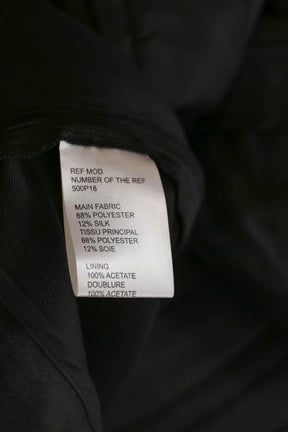 REF MOD
NUMBER OF THE REF
500P18
MAIN FABRIC
88% POLYESTER
12% SILK
TISSU PRINCIPAL
88% POLYESTER
12% SOIE
LINING
100% ACETATE
DOUBLURE
100% ACETATE